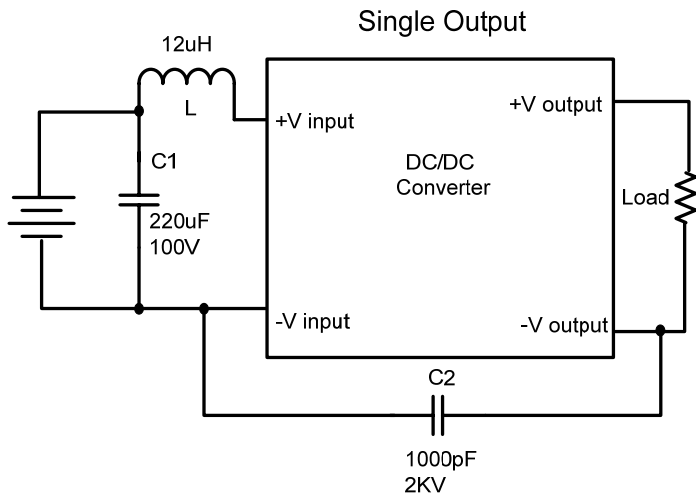 Single Output
12uH
L
+V input
+V output
C1
DC/DC
Converter
Load
220uF
100V
-V input
-V output
C2
1000pF
2KV